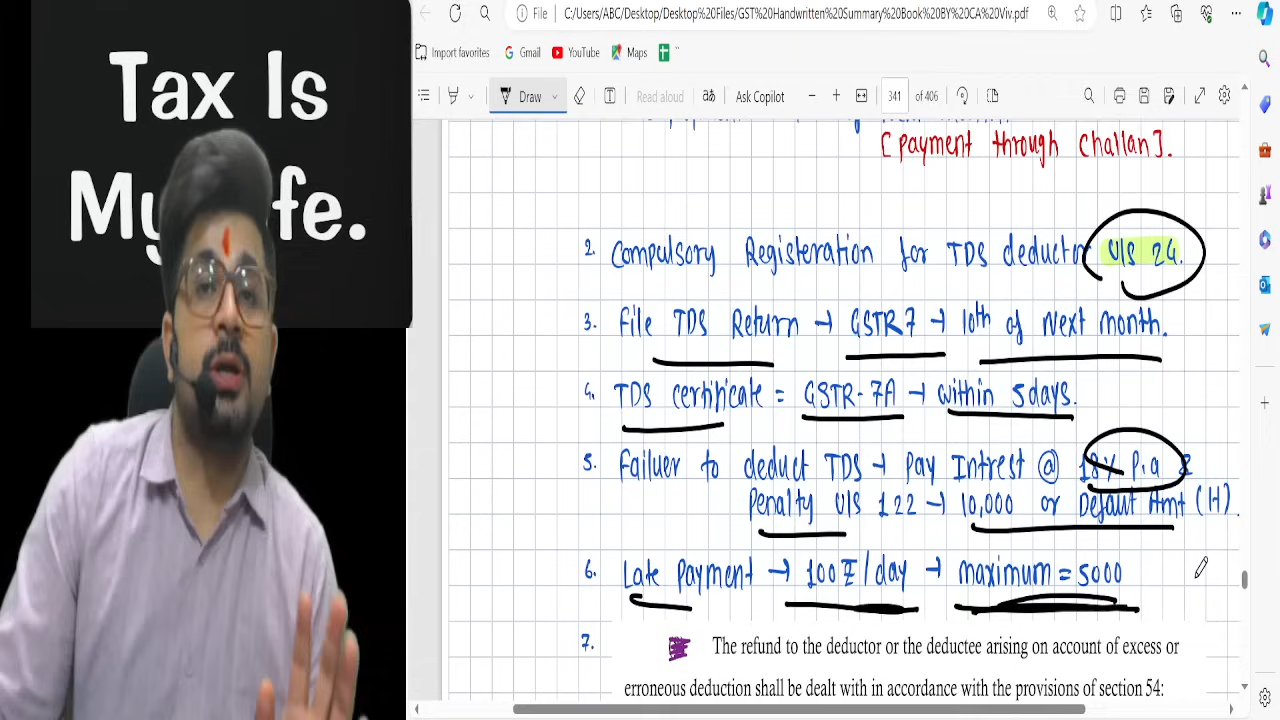 Tax Is
My
fe.
File
C:/Users/ABC/Desktop/Desktop%20Files/GST%20Handwritten%20Summary%20Book%20BY%20CA%20Viv.pdf
Import favorites
Gmail
YouTube
Maps
Draw
Read aloud
Ask Copilot
341 of 406
[payment through Challan].
2. Compulsory Registeration for TDS deductor U/S 24.
3. File TDS Return → GSTR7 → 10th of Next month.
4. TDS certificate = GSTR-7A → within 5days.
5. Failuer to deduct TDS → Pay Intrest @ 18% P.a &
Penalty U/S 122 → 10,000 or Defaut Amt (H).
6. Late Payment → 100₹/day → maximum = 5000
7. The refund to the deductor or the deductee arising on account of excess or
erroneous deduction shall be dealt with in accordance with the provisions of section 54: